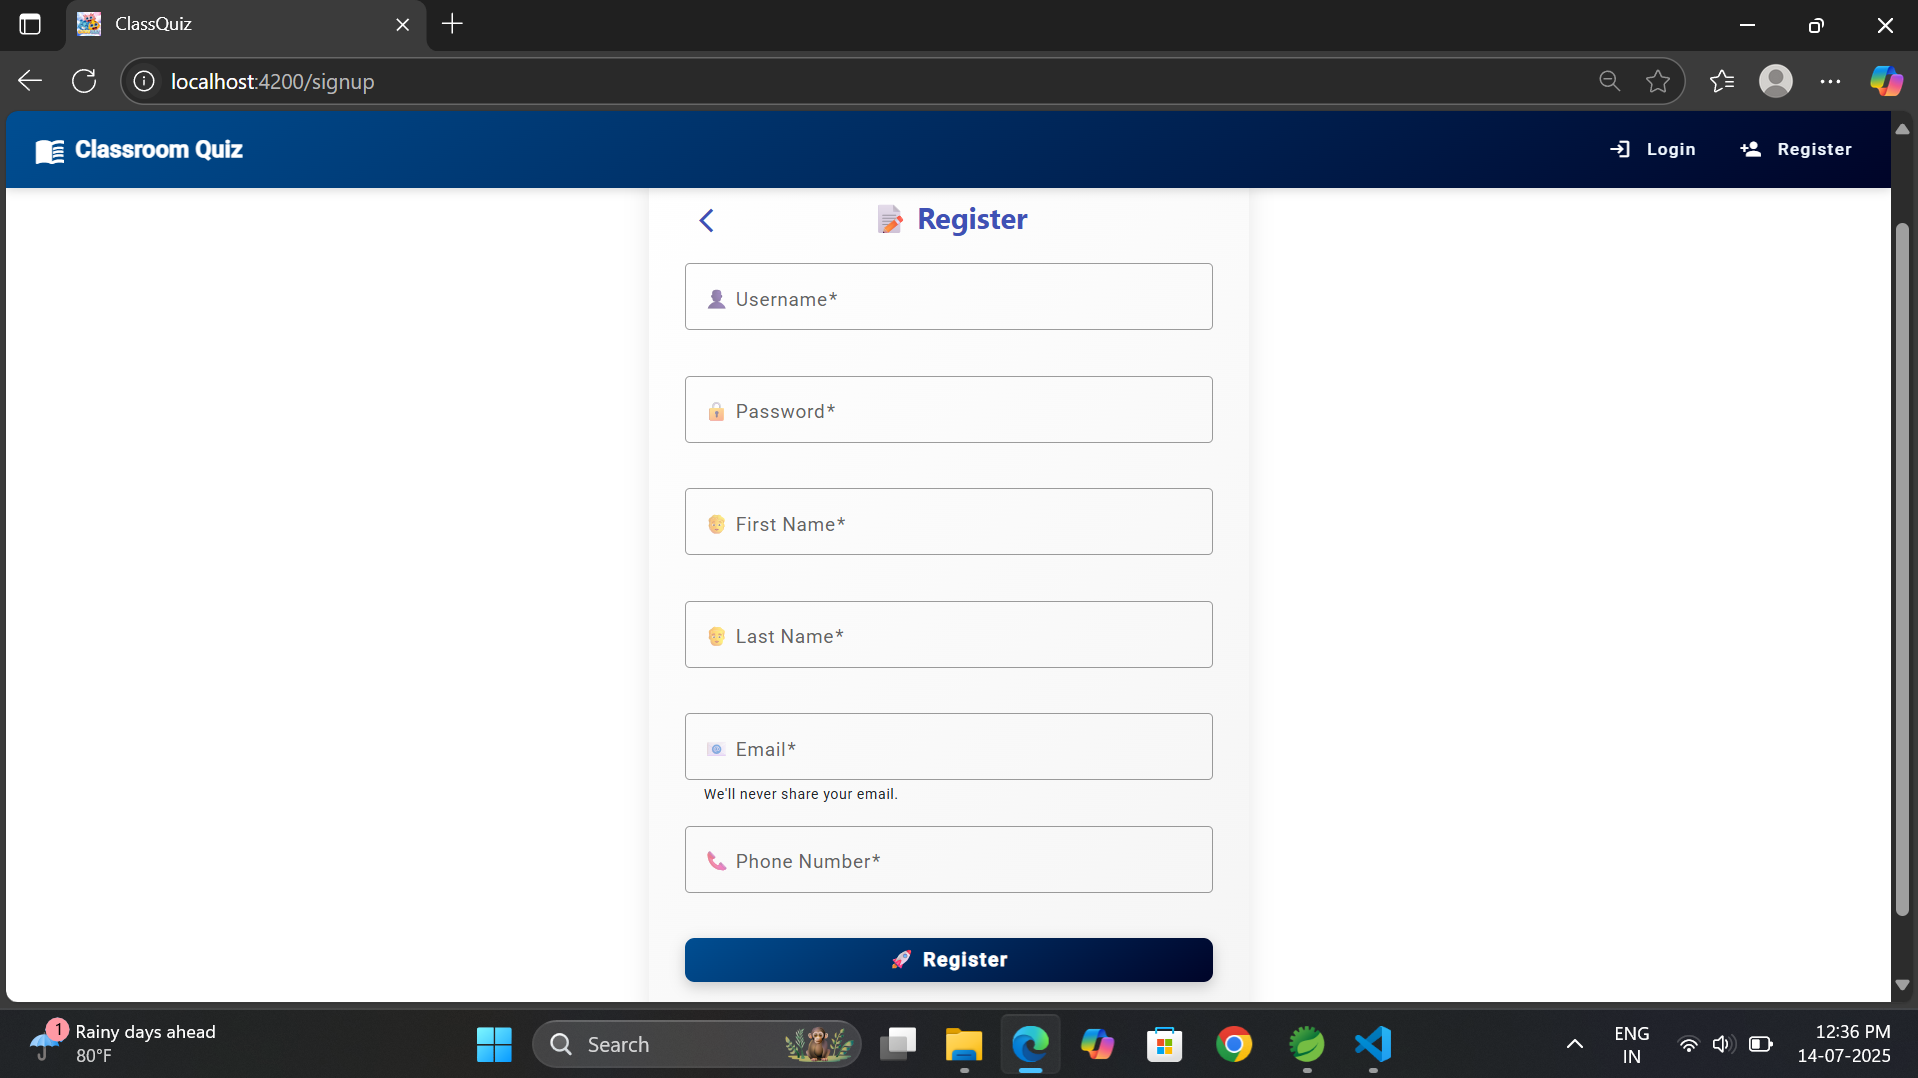 ClassQuiz
localhost:4200/signup
Classroom Quiz
Login
Register
Register
Username*
Password*
First Name*
Last Name*
Email*
We'll never share your email.
Phone Number*
Register
1
Rainy days ahead
80°F
Search
ENG
IN
12:36 PM
14-07-2025